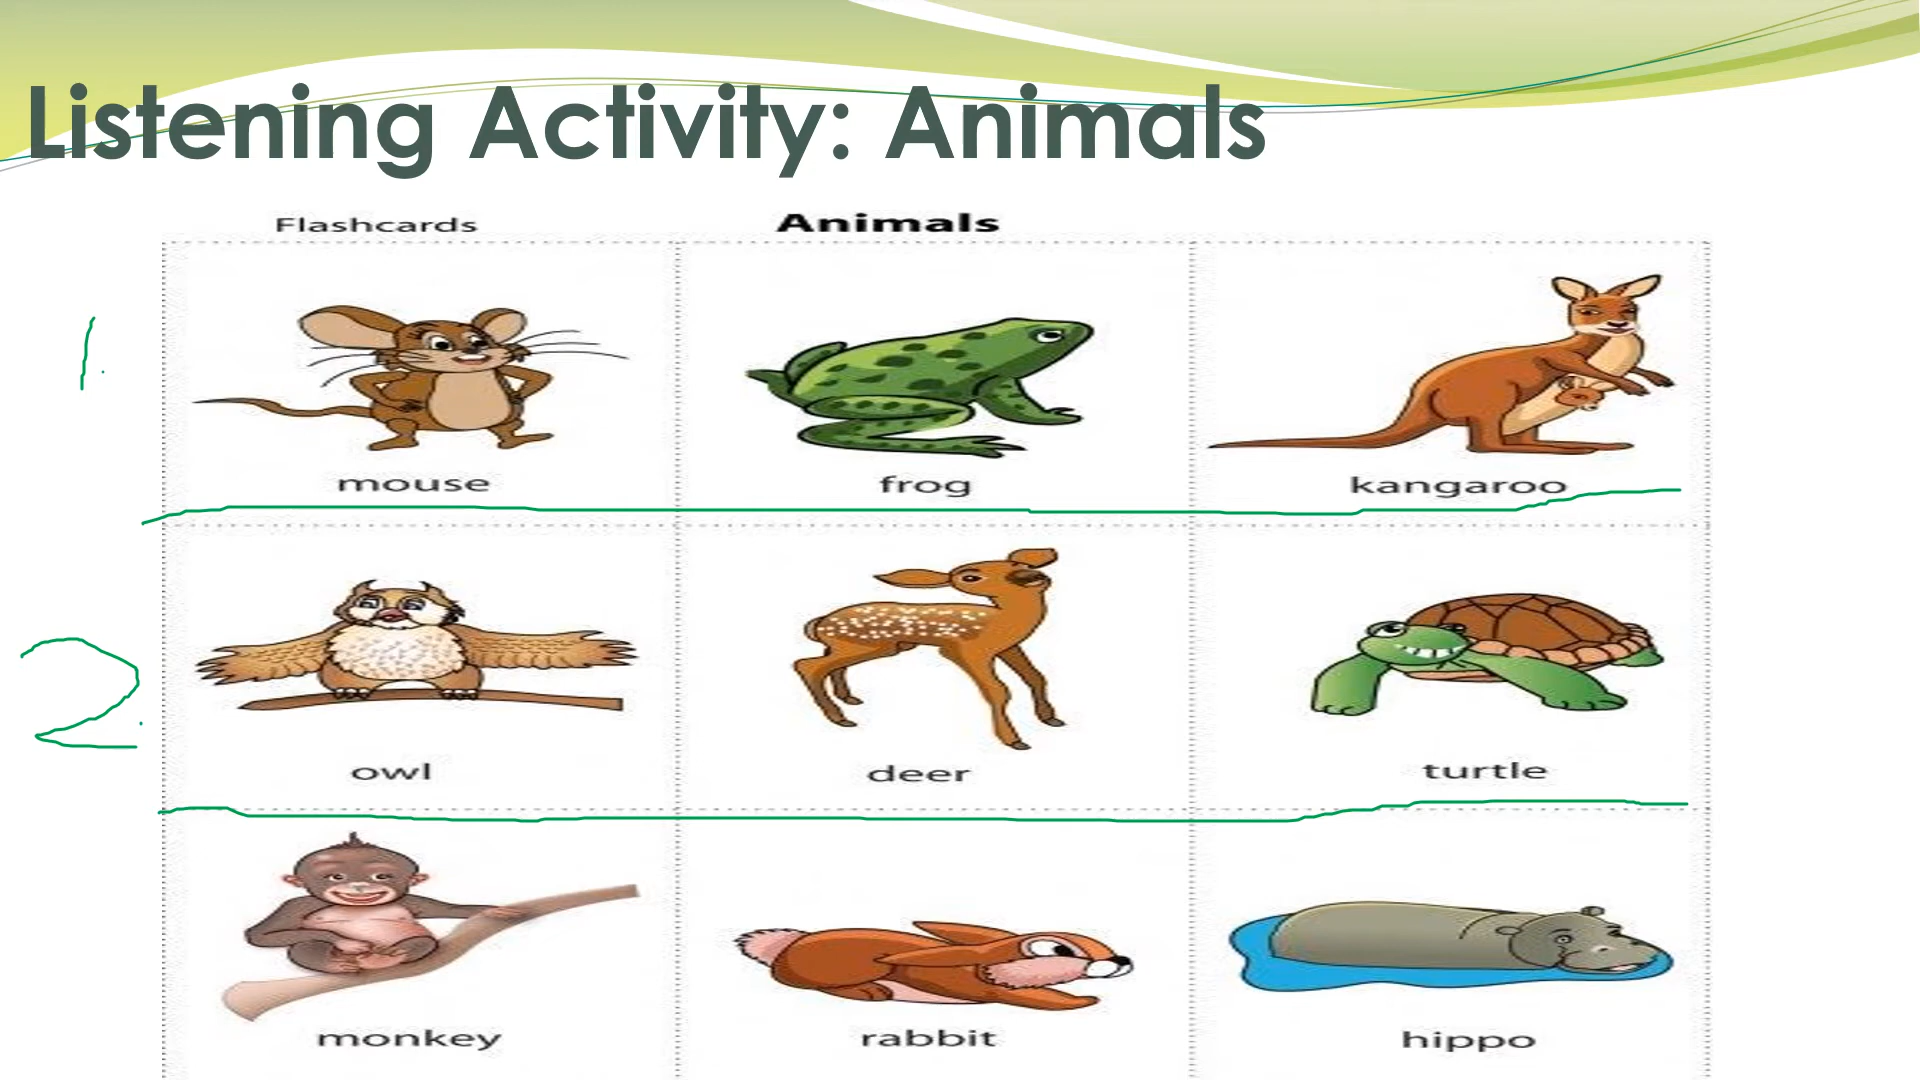 Listening Activity: Animals
Flashcards Animals
1.
mouse frog kangaroo
2.
owl deer turtle
monkey rabbit hippo